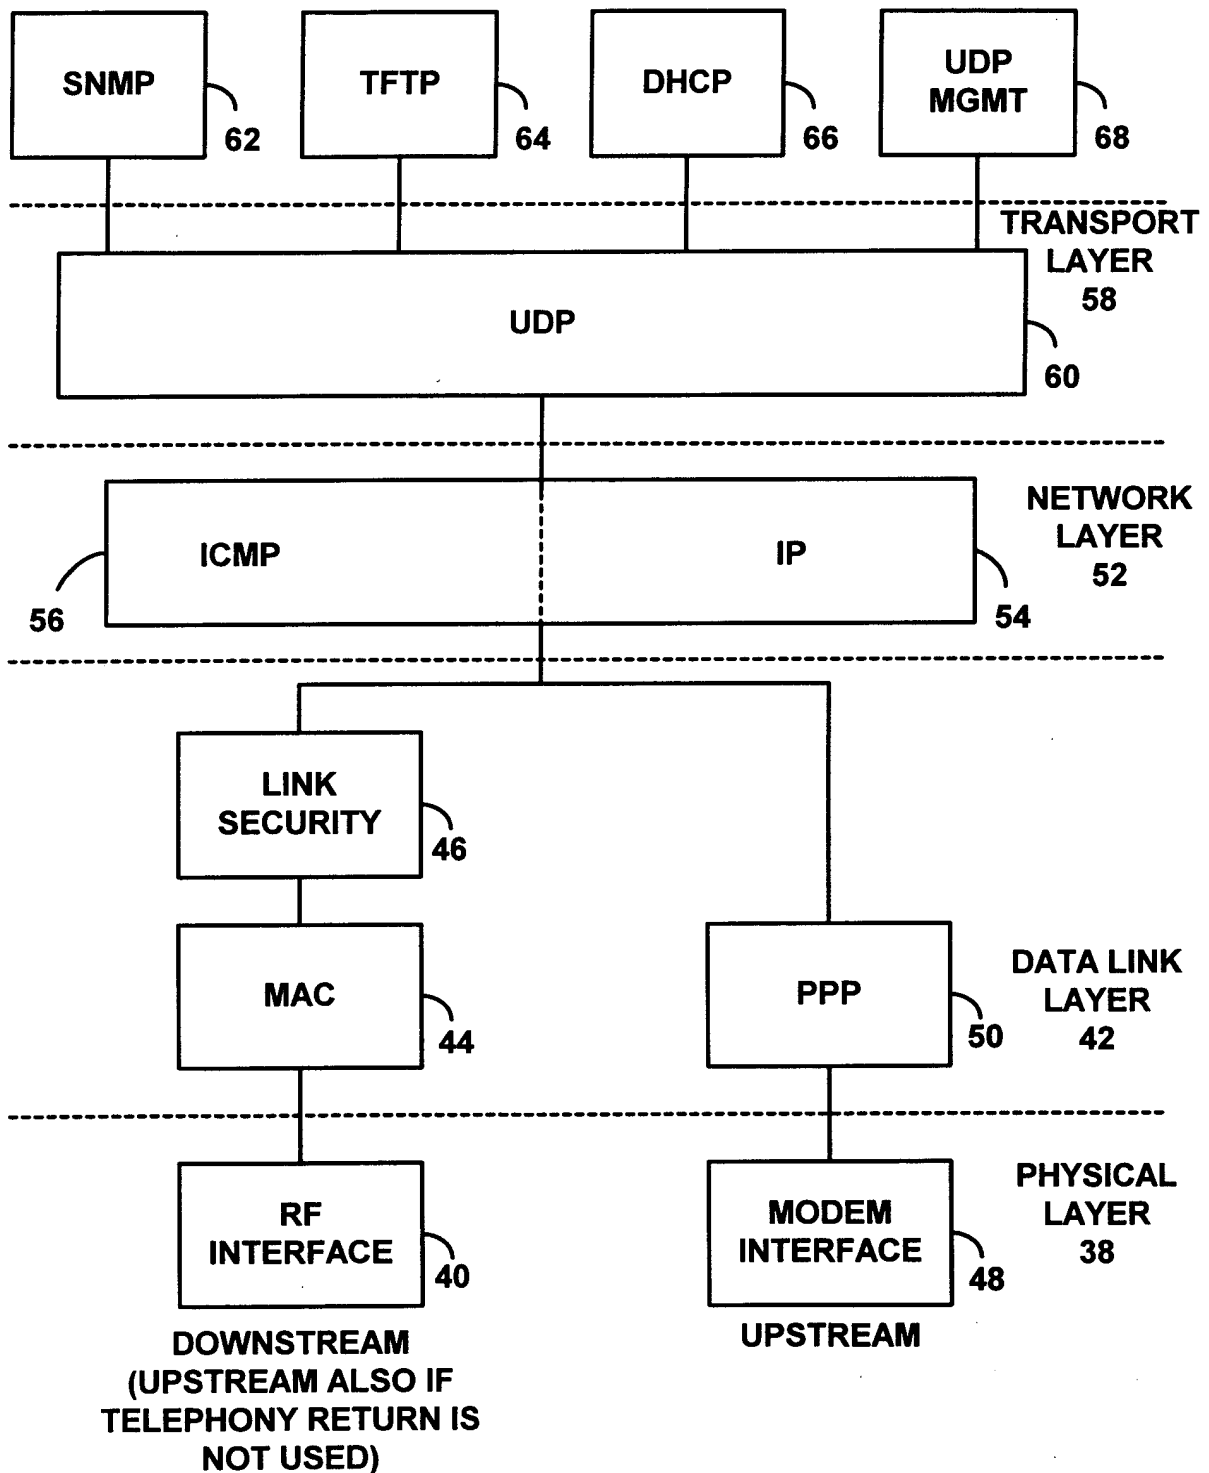 SNMP
62
TFTP
64
DHCP
66
UDP
MGMT
68
TRANSPORT
LAYER
58
UDP
60
NETWORK
LAYER
52
ICMP
56
IP
54
LINK
SECURITY
46
MAC
44
PPP
50
DATA LINK
LAYER
42
RF
INTERFACE
40
MODEM
INTERFACE
48
PHYSICAL
LAYER
38
DOWNSTREAM
(UPSTREAM ALSO IF
TELEPHONY RETURN IS
NOT USED)
UPSTREAM